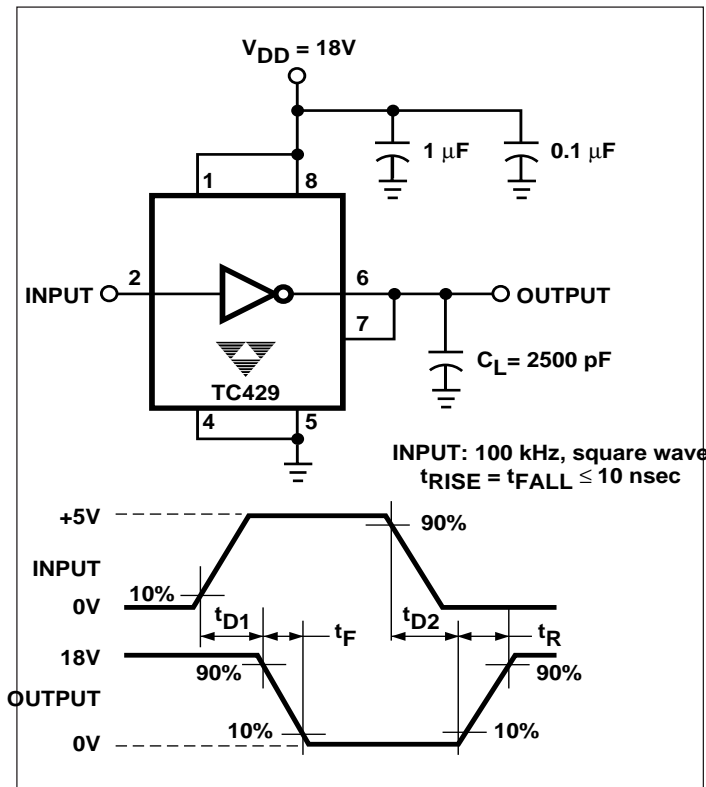 VDD = 18V
1 μF
0.1 μF
1
8
INPUT
2
6
OUTPUT
7
TC429
CL = 2500 pF
4
5
INPUT: 100 kHz, square wave
tRISE = tFALL ≤ 10 nsec
+5V
90%
INPUT
10%
0V
tD1
tF
tD2
tR
18V
90%
90%
OUTPUT
10%
10%
0V